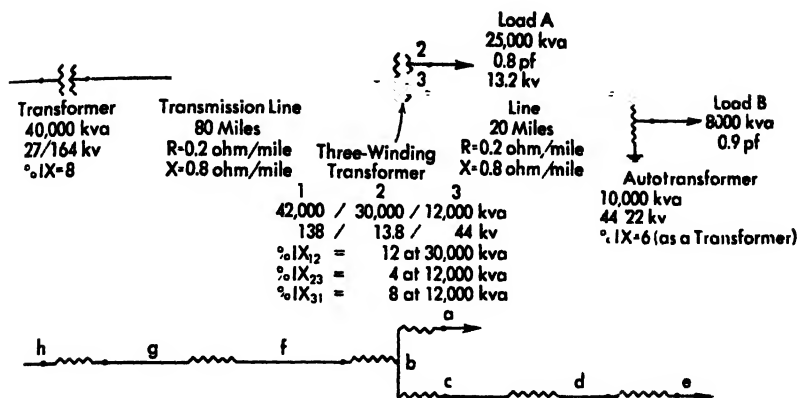 2
3
Load A
25,000 kva
0.8 pf
13.2 kv
Transformer
40,000 kva
27/164 kv
%IX=8
Transmission Line
80 Miles
R=0.2 ohm/mile
X=0.8 ohm/mile
Three-Winding
Transformer
1 2 3
42,000 / 30,000 / 12,000 kva
138 / 13.8 / 44 kv
%IX12 = 12 at 30,000 kva
%IX23 = 4 at 12,000 kva
%IX31 = 8 at 12,000 kva
Line
20 Miles
R=0.2 ohm/mile
X=0.8 ohm/mile
Load B
8000 kva
0.9 pf
Autotransformer
10,000 kva
44 22 kv
%IX=6 (as a Transformer)
a
h g f b
c d e